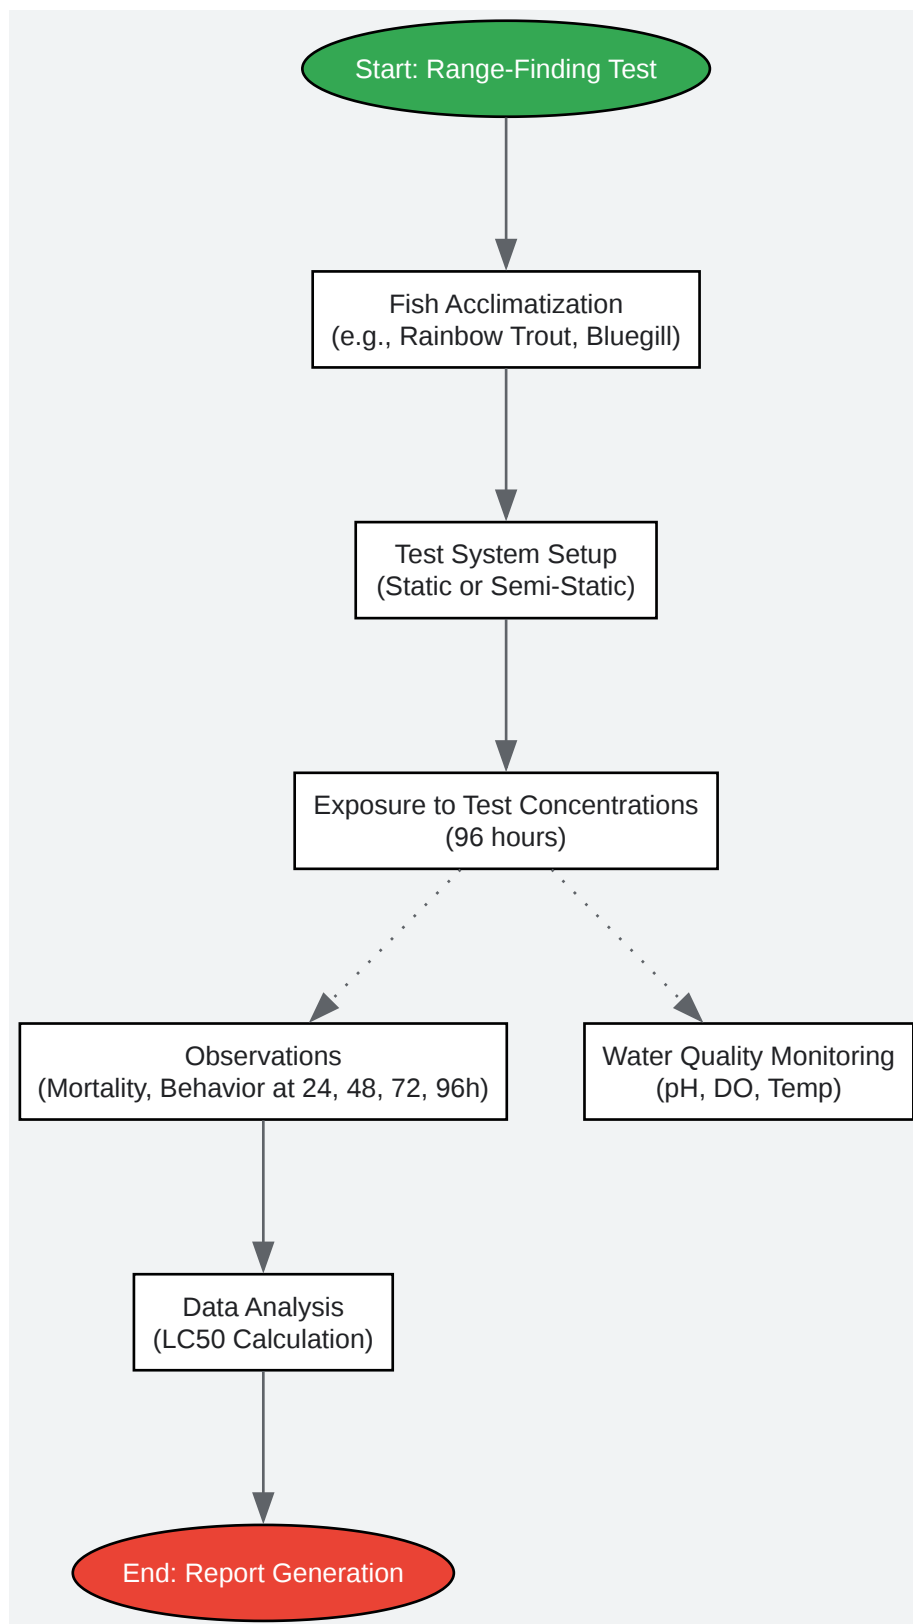 Start: Range-Finding Test
Fish Acclimatization
(e.g., Rainbow Trout, Bluegill)
Test System Setup
(Static or Semi-Static)
Exposure to Test Concentrations
(96 hours)
Observations
(Mortality, Behavior at 24, 48, 72, 96h)
Water Quality Monitoring
(pH, DO, Temp)
Data Analysis
(LC50 Calculation)
End: Report Generation